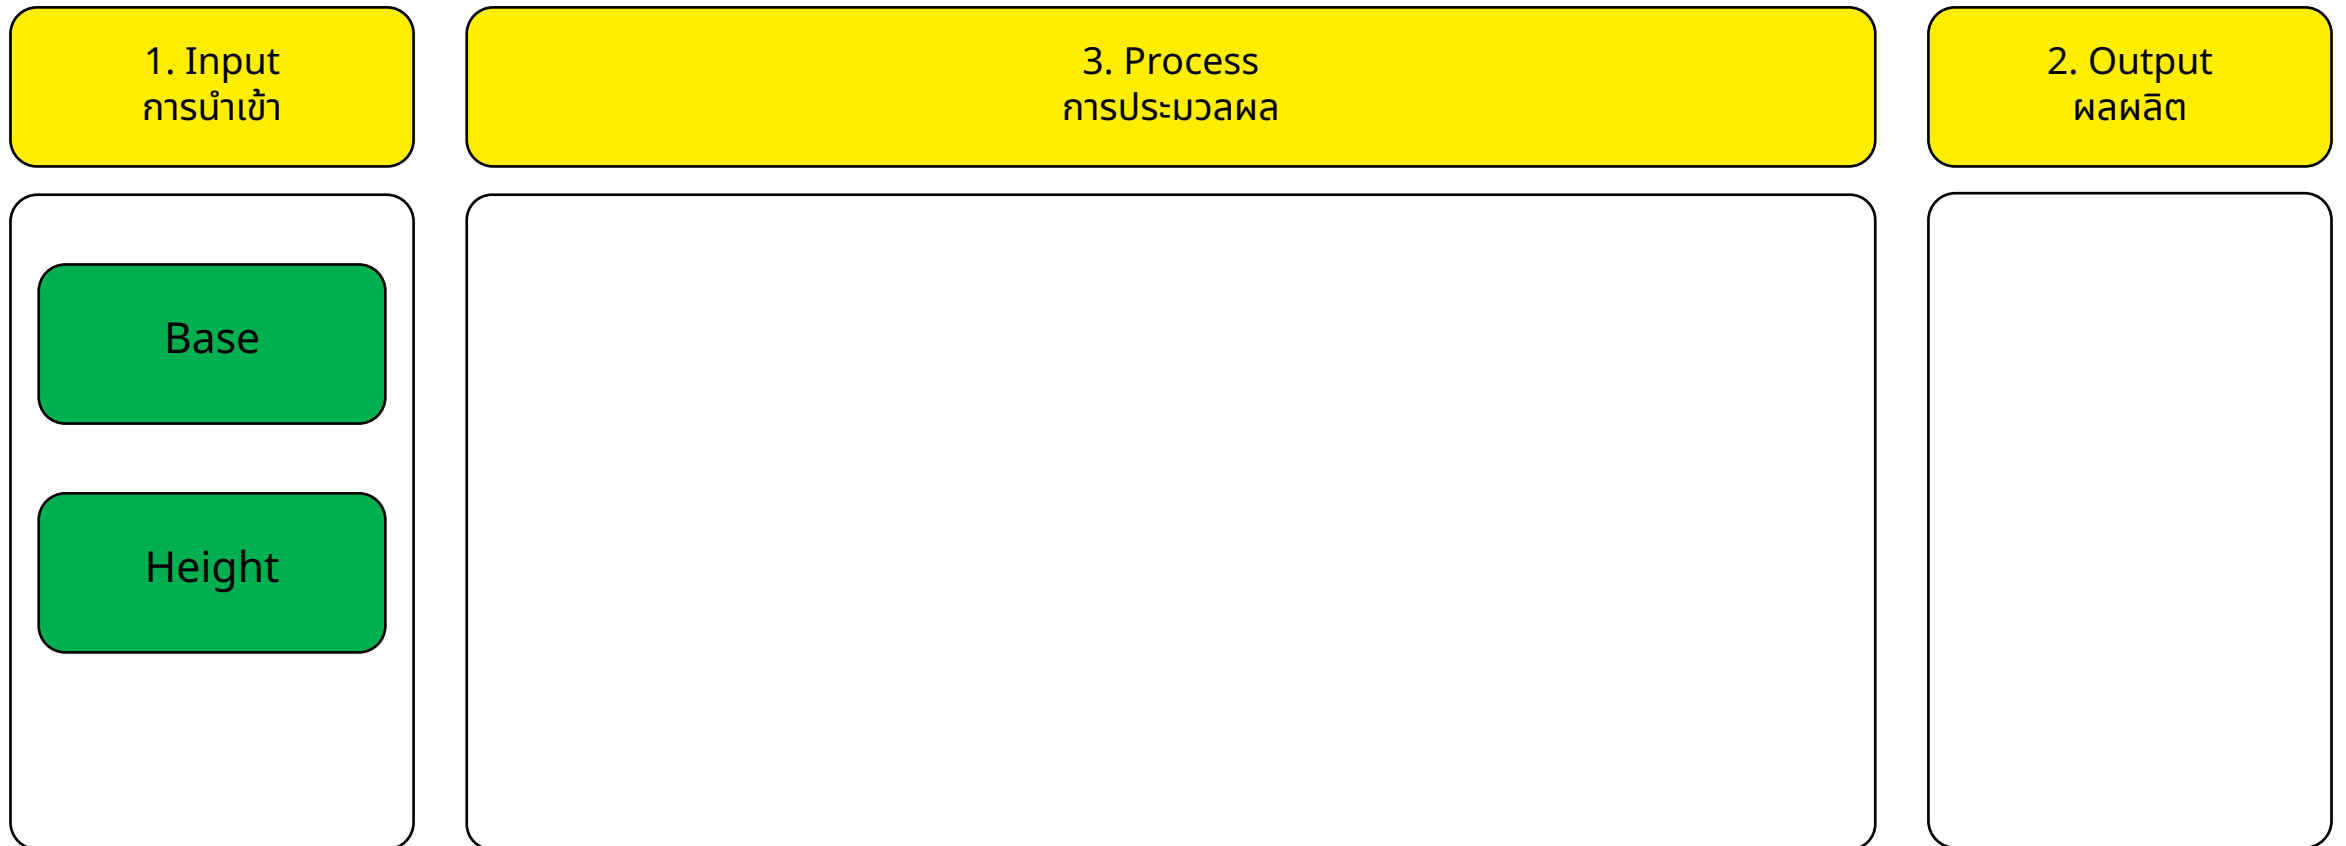 1. Input
การนำเข้า
3. Process
การประมวลผล
2. Output
ผลผลิต
Base
Height